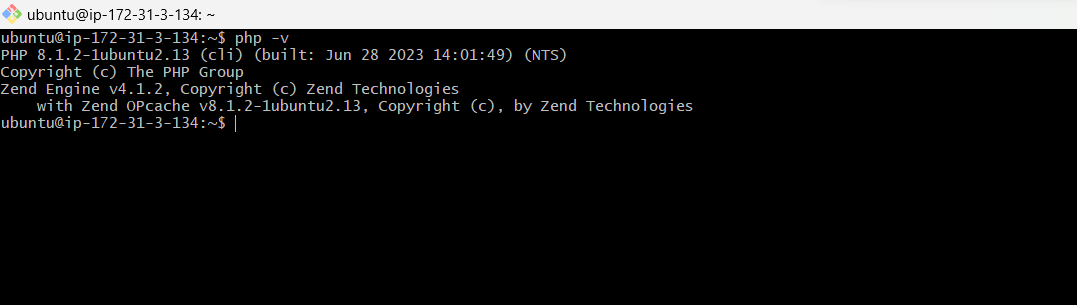 ubuntu@ip-172-31-3-134: ~
ubuntu@ip-172-31-3-134:~$ php -v
PHP 8.1.2-1ubuntu2.13 (cli) (built: Jun 28 2023 14:01:49) (NTS)
Copyright (c) The PHP Group
Zend Engine v4.1.2, Copyright (c) Zend Technologies
    with Zend OPcache v8.1.2-1ubuntu2.13, Copyright (c), by Zend Technologies
ubuntu@ip-172-31-3-134:~$